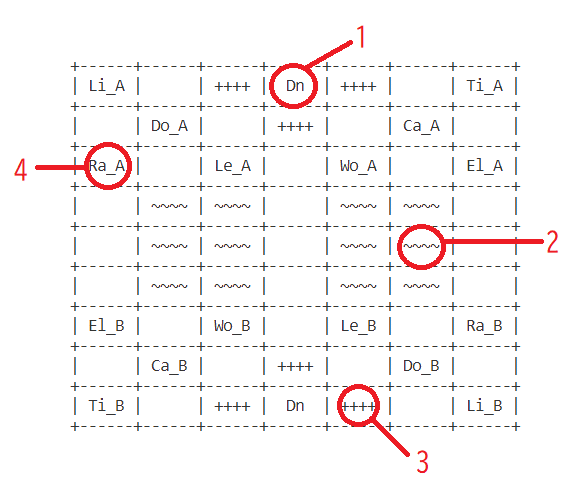 1
+------+------+------+------+------+------+------+
| Li_A |      | ++++ |  Dn  | ++++ |      | Ti_A |
+------+------+------+------+------+------+------+
|      | Do_A |      | ++++ |      | Ca_A |      |
+------+------+------+------+------+------+------+
4 | Ra_A |      | Le_A |      | Wo_A |      | El_A |
+------+------+------+------+------+------+------+
|      | ~~~~ | ~~~~ |      | ~~~~ | ~~~~ |      |
+------+------+------+------+------+------+------+
|      | ~~~~ | ~~~~ |      | ~~~~ | ~~~~ |      | 2
+------+------+------+------+------+------+------+
|      | ~~~~ | ~~~~ |      | ~~~~ | ~~~~ |      |
+------+------+------+------+------+------+------+
| El_B |      | Wo_B |      | Le_B |      | Ra_B |
+------+------+------+------+------+------+------+
|      | Ca_B |      | ++++ |      | Do_B |      |
+------+------+------+------+------+------+------+
| Ti_B |      | ++++ |  Dn  | ++++ |      | Li_B |
+------+------+------+------+------+------+------+
3